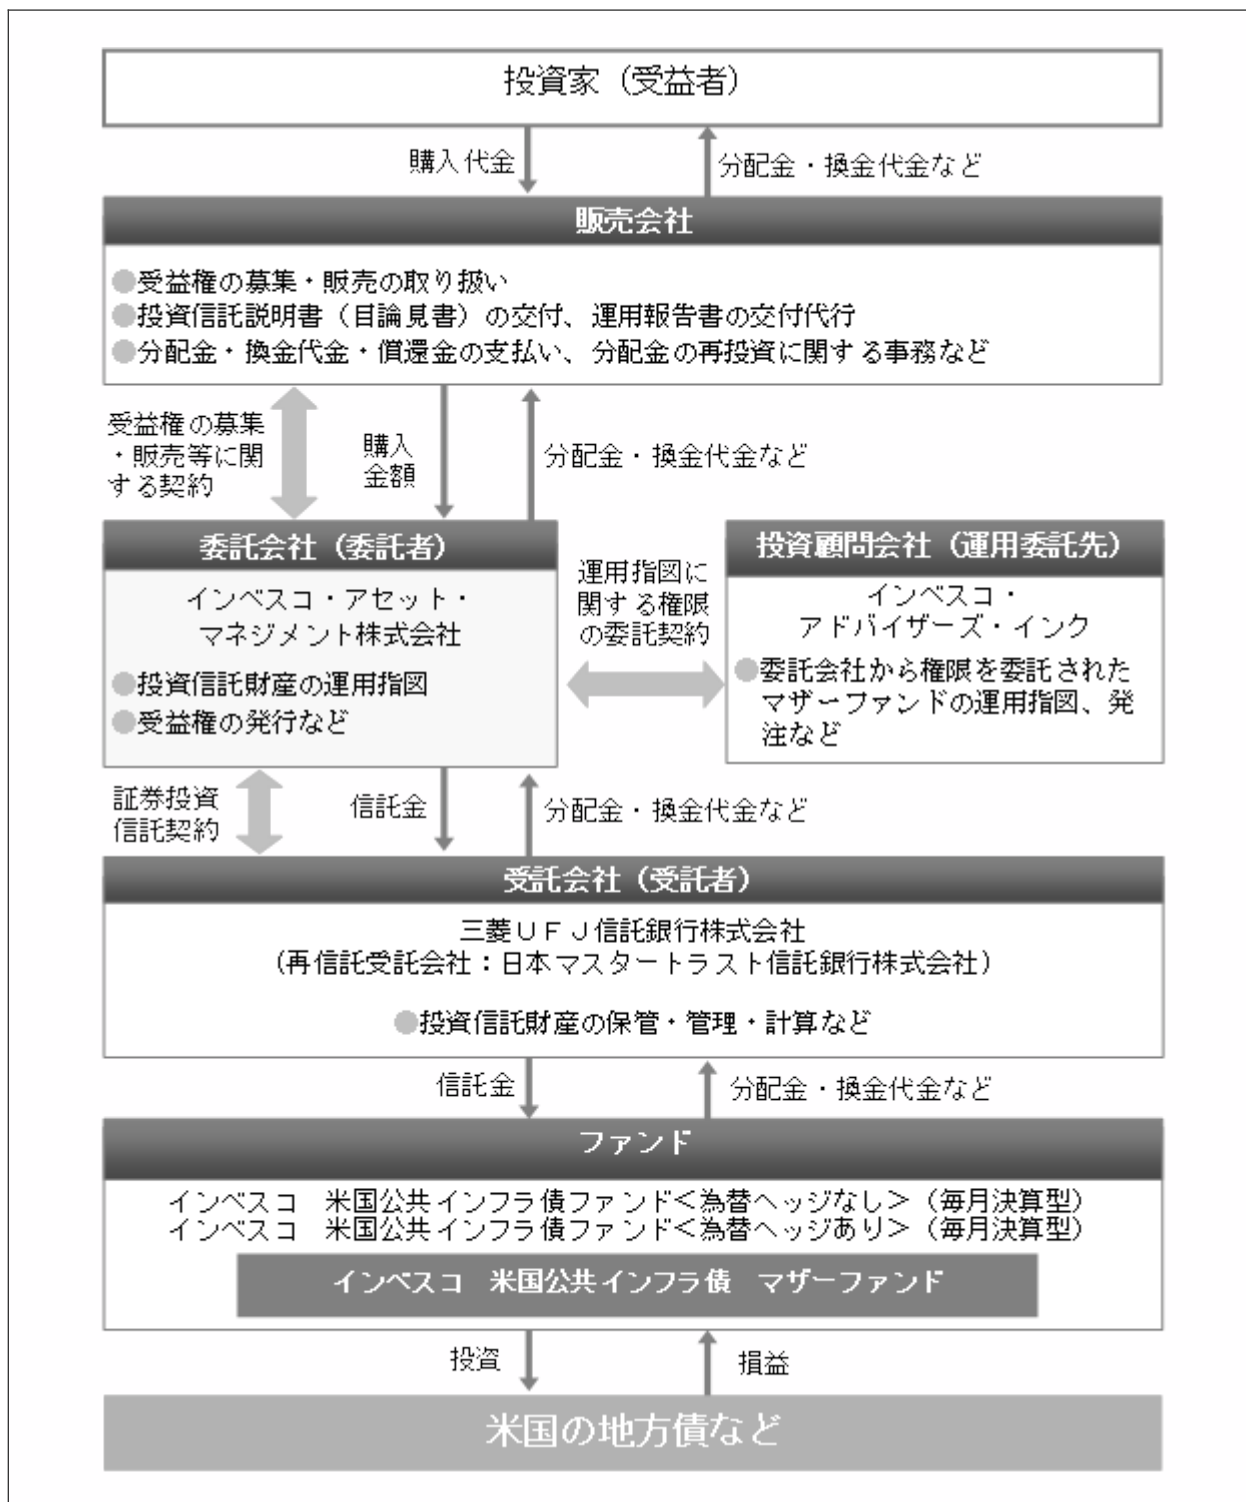 投資家（受益者）
購入代金
分配金・換金代金など
販売会社
●受益権の募集・販売の取り扱い
●投資信託説明書（目論見書）の交付、運用報告書の交付代行
●分配金・換金代金・償還金の支払い、分配金の再投資に関する事務など
受益権の募集
・販売等に関
する契約
購入
金額
分配金・換金代金など
委託会社（委託者）
インベスコ・アセット・
マネジメント株式会社
●投資信託財産の運用指図
●受益権の発行など
運用指図に
関する権限
の委託契約
投資顧問会社（運用委託先）
インベスコ・
アドバイザーズ・インク
●委託会社から権限を委託された
マザーファンドの運用指図、発
注など
証券投資
信託契約
信託金
分配金・換金代金など
受託会社（受託者）
三菱ＵＦＪ信託銀行株式会社
（再信託受託会社：日本マスタートラスト信託銀行株式会社）
●投資信託財産の保管・管理・計算など
信託金
分配金・換金代金など
ファンド
インベスコ　米国公共インフラ債ファンド＜為替ヘッジなし＞（毎月決算型）
インベスコ　米国公共インフラ債ファンド＜為替ヘッジあり＞（毎月決算型）
インベスコ　米国公共インフラ債　マザーファンド
投資
損益
米国の地方債など